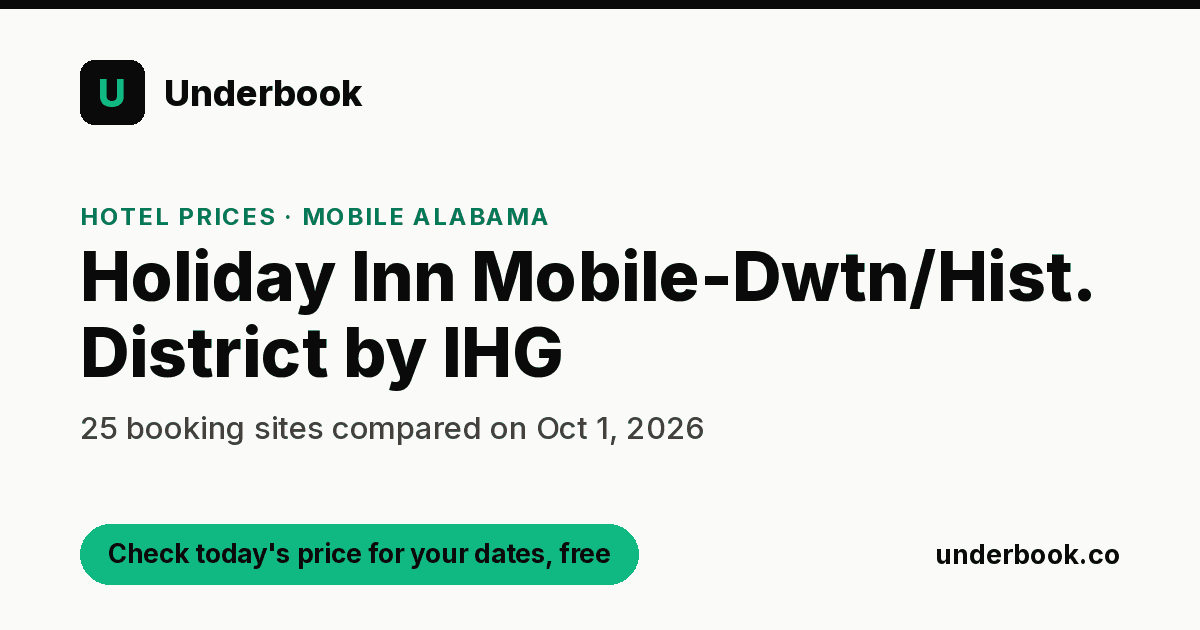 U Underbook
HOTEL PRICES · MOBILE ALABAMA
Holiday Inn Mobile-Dwtn/Hist.
District by IHG
25 booking sites compared on Oct 1, 2026
Check today's price for your dates, free
underbook.co